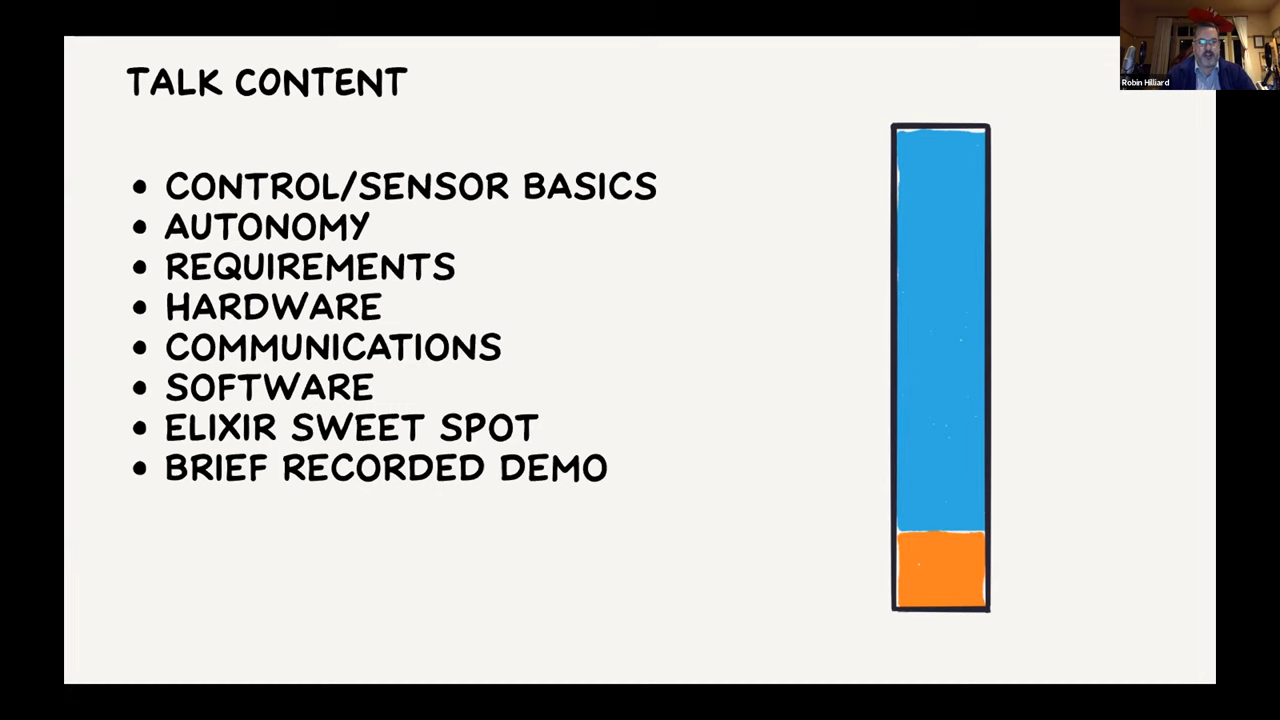 TALK CONTENT
• CONTROL/SENSOR BASICS
• AUTONOMY
• REQUIREMENTS
• HARDWARE
• COMMUNICATIONS
• SOFTWARE
• ELIXIR SWEET SPOT
• BRIEF RECORDED DEMO
Robin Hilliard